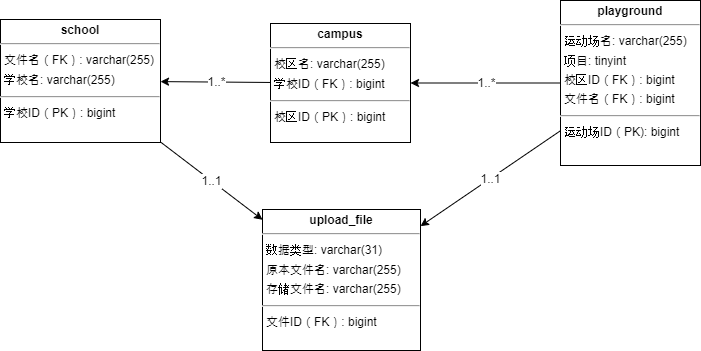 school
文件名（FK）: varchar(255)
学校名: varchar(255)
学校ID（PK）: bigint
campus
校区名: varchar(255)
学校ID（FK）: bigint
校区ID（PK）: bigint
playground
运动场名: varchar(255)
项目: tinyint
校区ID（FK）: bigint
文件名（FK）: bigint
运动场ID（PK): bigint
1..*
1..*
1..1
1..1
upload_file
数据类型: varchar(31)
原本文件名: varchar(255)
存储文件名: varchar(255)
文件ID（FK）: bigint